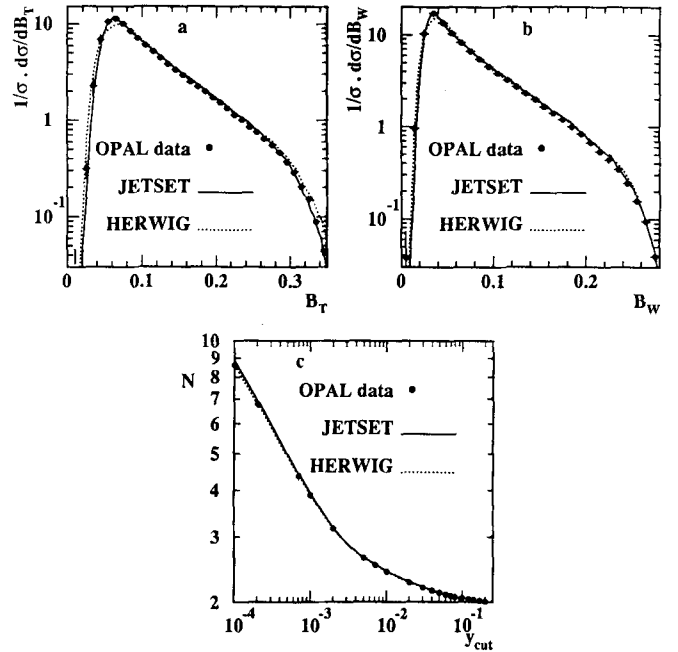 10
1
10⁻¹
1/σ . dσ/dB_T
a
OPAL data
JETSET
HERWIG
0 0.1 0.2 0.3
B_T
10
1
10⁻¹
1/σ . dσ/dB_W
b
OPAL data
JETSET
HERWIG
0 0.1 0.2
B_W
10
9
8
7
6
5
4
3
2
N
c
OPAL data
JETSET
HERWIG
10⁻⁴ 10⁻³ 10⁻² 10⁻¹
y_cut